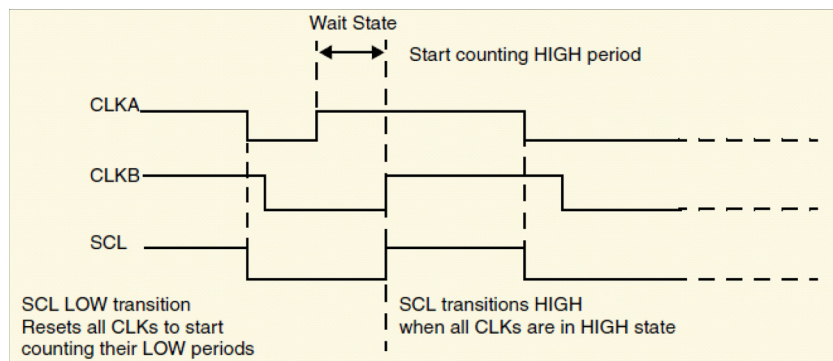 Wait State
Start counting HIGH period
CLKA
CLKB
SCL
SCL LOW transition
Resets all CLKs to start
counting their LOW periods
SCL transitions HIGH
when all CLKs are in HIGH state